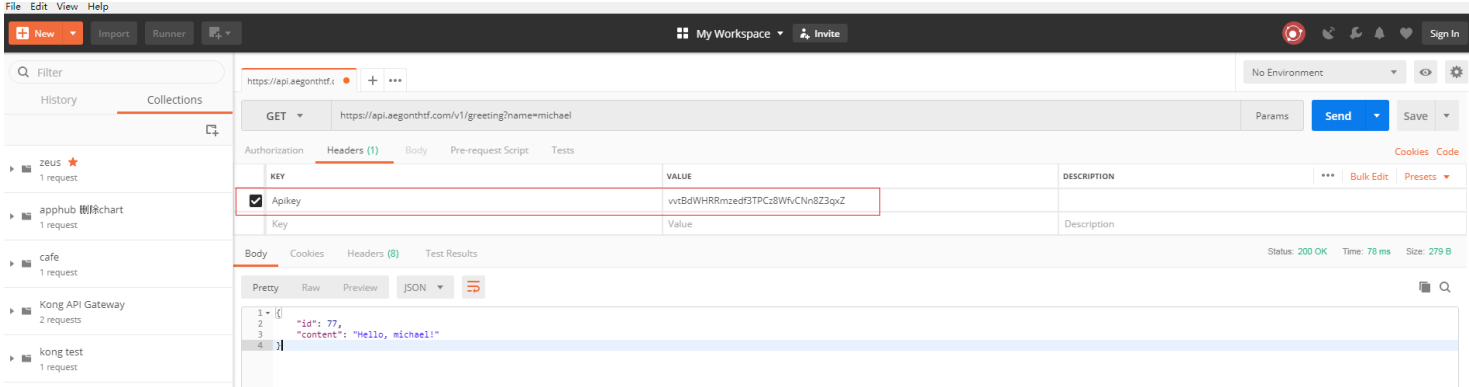 File Edit View Help
New Import Runner My Workspace Invite Sign In
Filter
History Collections
zeus
1 request
apphub 删除chart
1 request
cafe
1 request
Kong API Gateway
2 requests
kong test
1 request
https://api.aegonthtf.c No Environment
GET https://api.aegonthtf.com/v1/greeting?name=michael Params Send Save
Authorization Headers (1) Body Pre-request Script Tests Cookies Code
KEY VALUE DESCRIPTION Bulk Edit Presets
Apikey vvtBdWHRRmzedf3TPCz8WfvCNn8Z3qxZ
Key Value Description
Body Cookies Headers (8) Test Results Status: 200 OK Time: 78 ms Size: 279 B
Pretty Raw Preview JSON
1 {
2 "id": 77,
3 "content": "Hello, michael!"
4 }